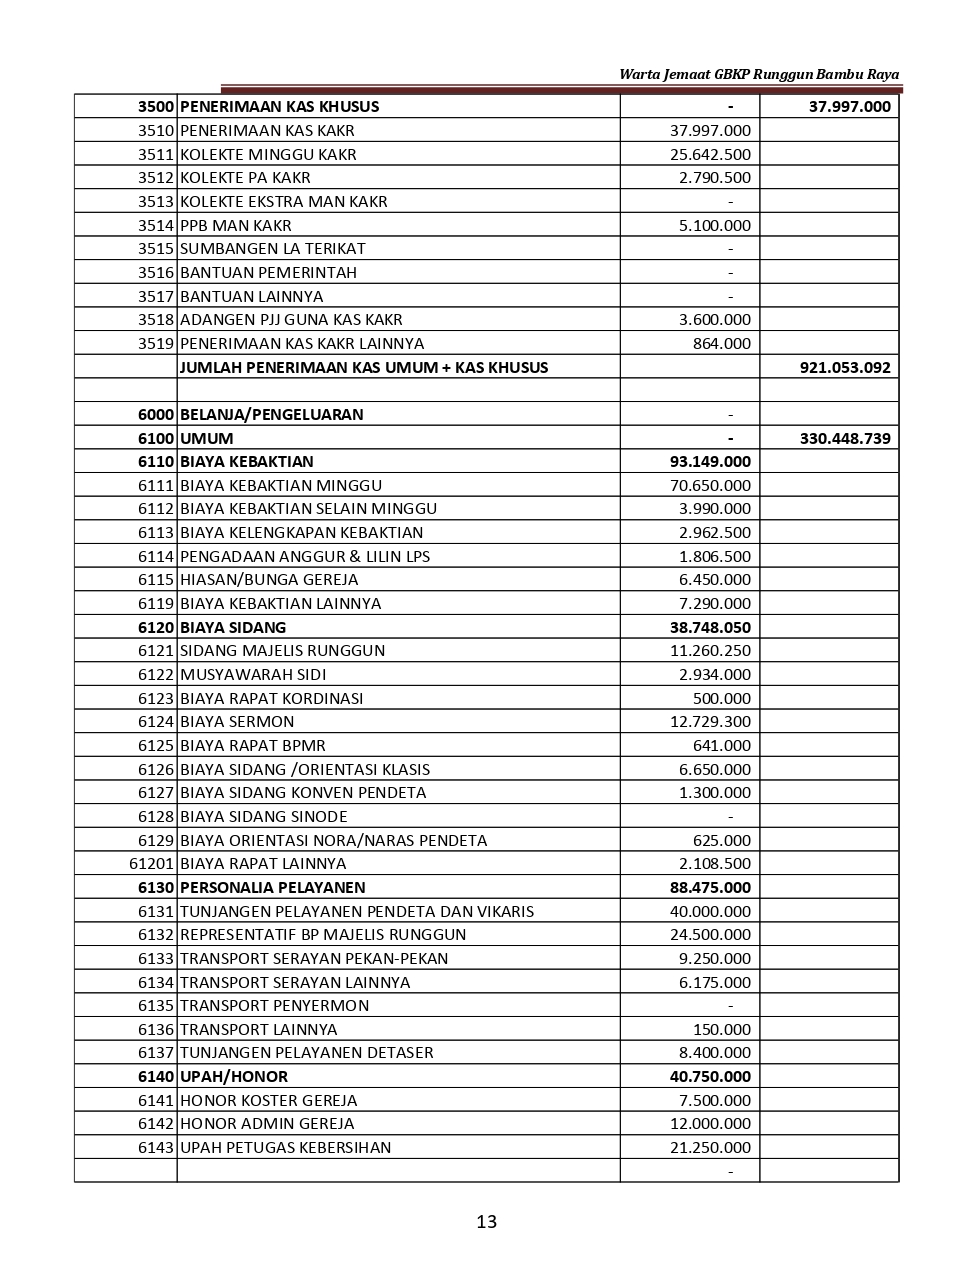 Warta Jemaat GBKP Runggun Bambu Raya
3500 PENERIMAAN KAS KHUSUS - 37.997.000
3510 PENERIMAAN KAS KAKR 37.997.000
3511 KOLEKTE MINGGU KAKR 25.642.500
3512 KOLEKTE PA KAKR 2.790.500
3513 KOLEKTE EKSTRA MAN KAKR -
3514 PPB MAN KAKR 5.100.000
3515 SUMBANGEN LA TERIKAT -
3516 BANTUAN PEMERINTAH -
3517 BANTUAN LAINNYA -
3518 ADANGEN PJJ GUNA KAS KAKR 3.600.000
3519 PENERIMAAN KAS KAKR LAINNYA 864.000
JUMLAH PENERIMAAN KAS UMUM + KAS KHUSUS 921.053.092
6000 BELANJA/PENGELUARAN -
6100 UMUM - 330.448.739
6110 BIAYA KEBAKTIAN 93.149.000
6111 BIAYA KEBAKTIAN MINGGU 70.650.000
6112 BIAYA KEBAKTIAN SELAIN MINGGU 3.990.000
6113 BIAYA KELENGKAPAN KEBAKTIAN 2.962.500
6114 PENGADAAN ANGGUR & LILIN LPS 1.806.500
6115 HIASAN/BUNGA GEREJA 6.450.000
6119 BIAYA KEBAKTIAN LAINNYA 7.290.000
6120 BIAYA SIDANG 38.748.050
6121 SIDANG MAJELIS RUNGGUN 11.260.250
6122 MUSYAWARAH SIDI 2.934.000
6123 BIAYA RAPAT KORDINASI 500.000
6124 BIAYA SERMON 12.729.300
6125 BIAYA RAPAT BPMR 641.000
6126 BIAYA SIDANG /ORIENTASI KLASIS 6.650.000
6127 BIAYA SIDANG KONVEN PENDETA 1.300.000
6128 BIAYA SIDANG SINODE -
6129 BIAYA ORIENTASI NORA/NARAS PENDETA 625.000
61201 BIAYA RAPAT LAINNYA 2.108.500
6130 PERSONALIA PELAYANEN 88.475.000
6131 TUNJANGEN PELAYANEN PENDETA DAN VIKARIS 40.000.000
6132 REPRESENTATIF BP MAJELIS RUNGGUN 24.500.000
6133 TRANSPORT SERAYAN PEKAN-PEKAN 9.250.000
6134 TRANSPORT SERAYAN LAINNYA 6.175.000
6135 TRANSPORT PENYERMON -
6136 TRANSPORT LAINNYA 150.000
6137 TUNJANGEN PELAYANEN DETASER 8.400.000
6140 UPAH/HONOR 40.750.000
6141 HONOR KOSTER GEREJA 7.500.000
6142 HONOR ADMIN GEREJA 12.000.000
6143 UPAH PETUGAS KEBERSIHAN 21.250.000
-
13